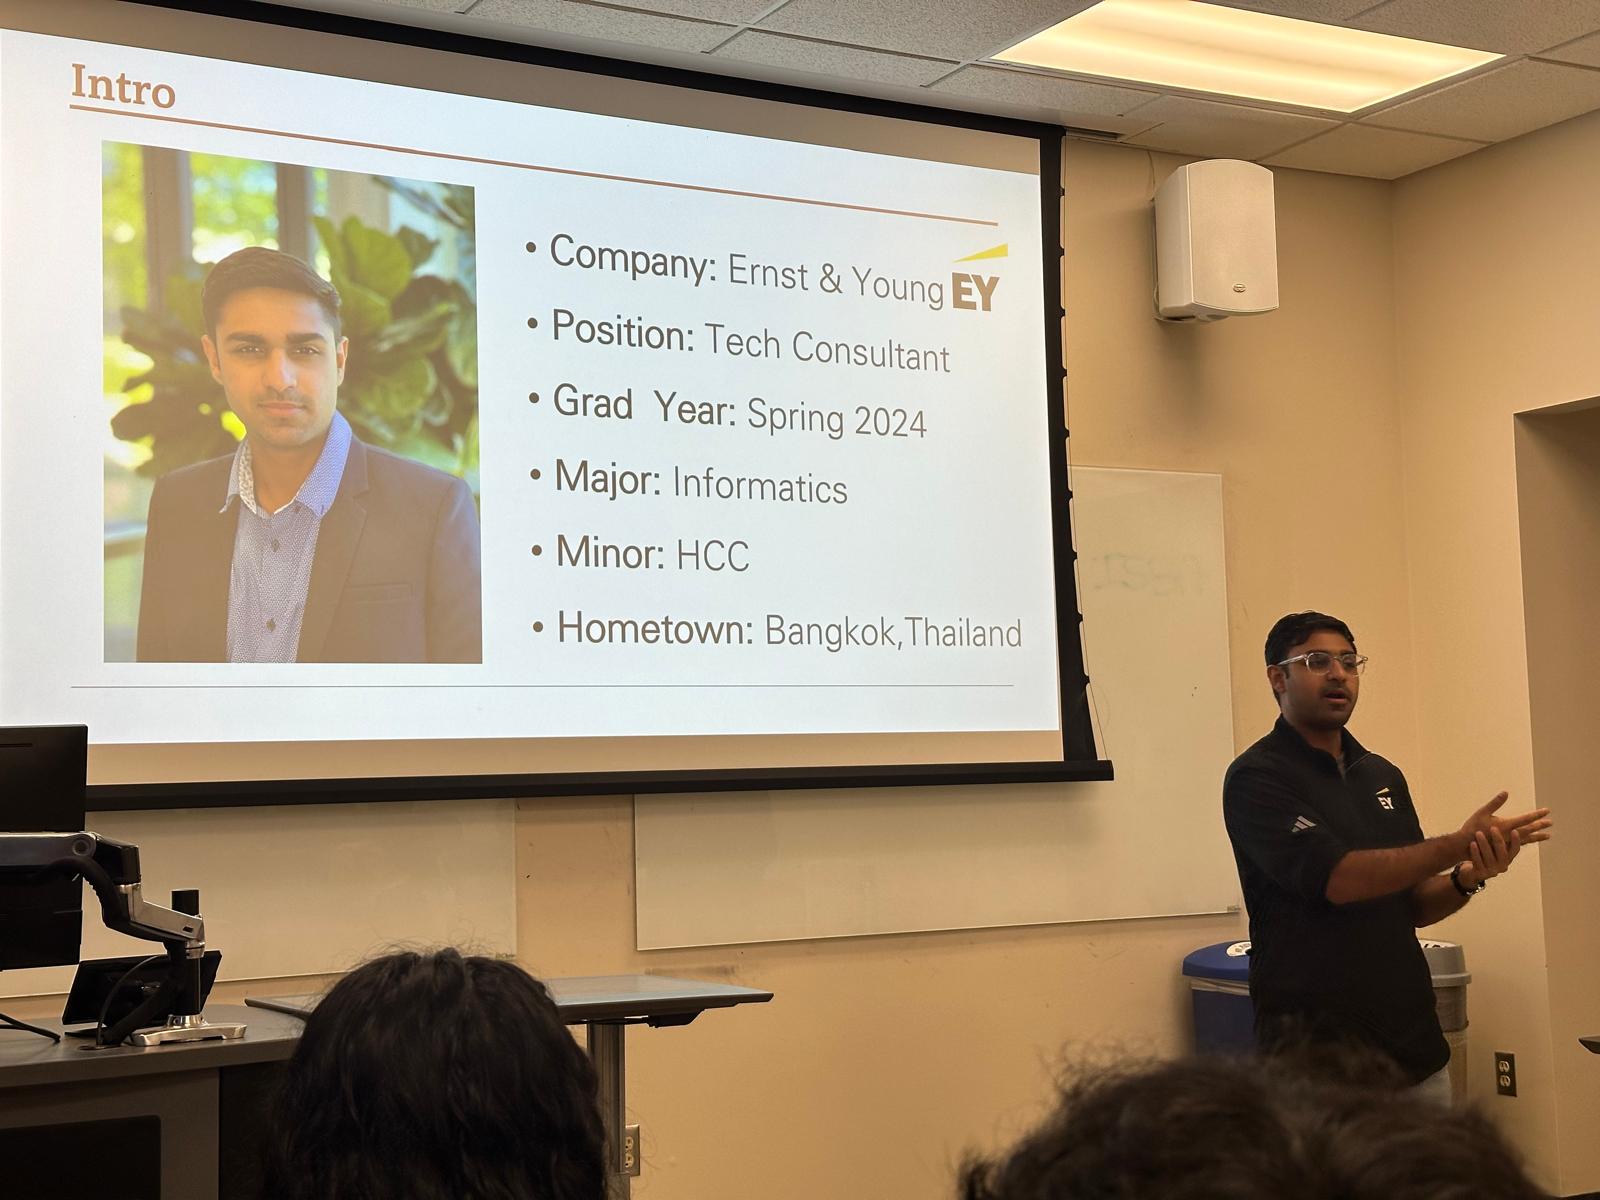 Intro
• Company: Ernst & Young EY
• Position: Tech Consultant
• Grad Year: Spring 2024
• Major: Informatics
• Minor: HCC
• Hometown: Bangkok,Thailand
EY